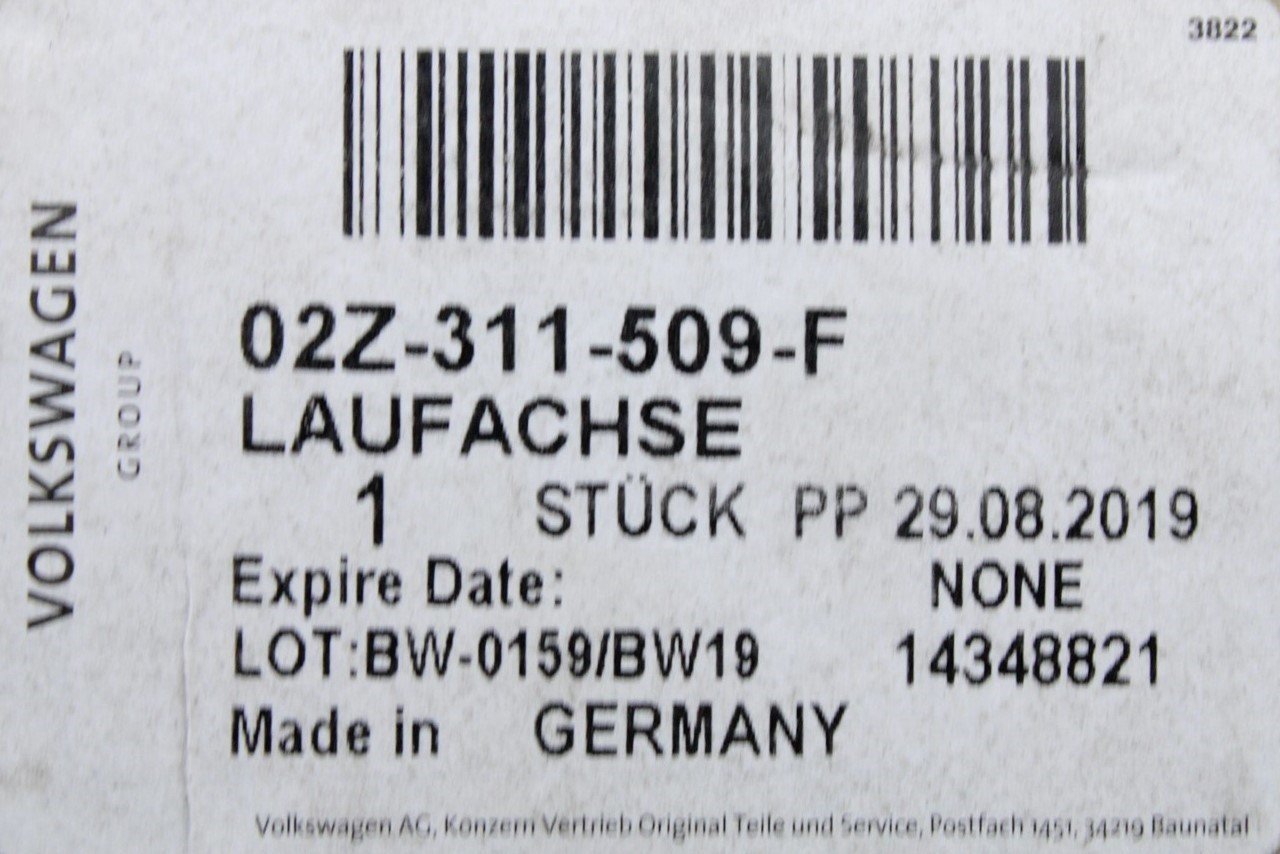 3822
VOLKSWAGEN
GROUP
02Z-311-509-F
LAUFACHSE
1 STÜCK PP 29.08.2019
Expire Date: NONE
LOT:BW-0159/BW19 14348821
Made in GERMANY
Volkswagen AG, Konzern Vertrieb Original Teile und Service, Postfach 1451, 34219 Baunatal